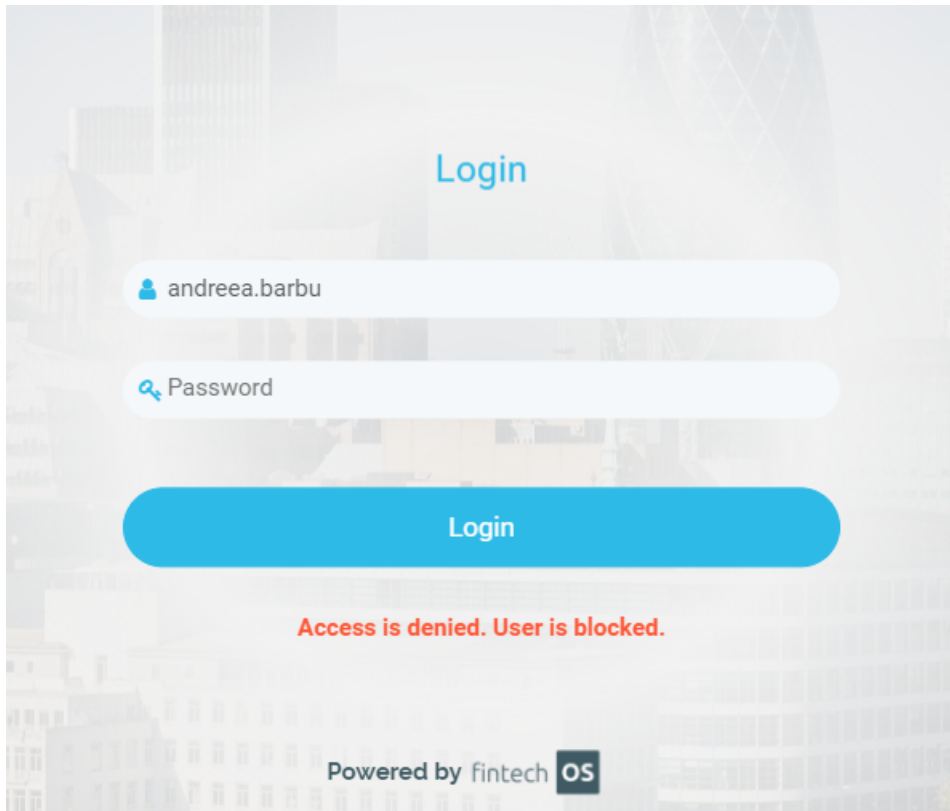 Login
andreea.barbu
Password
Login
Access is denied. User is blocked.
Powered by fintech OS